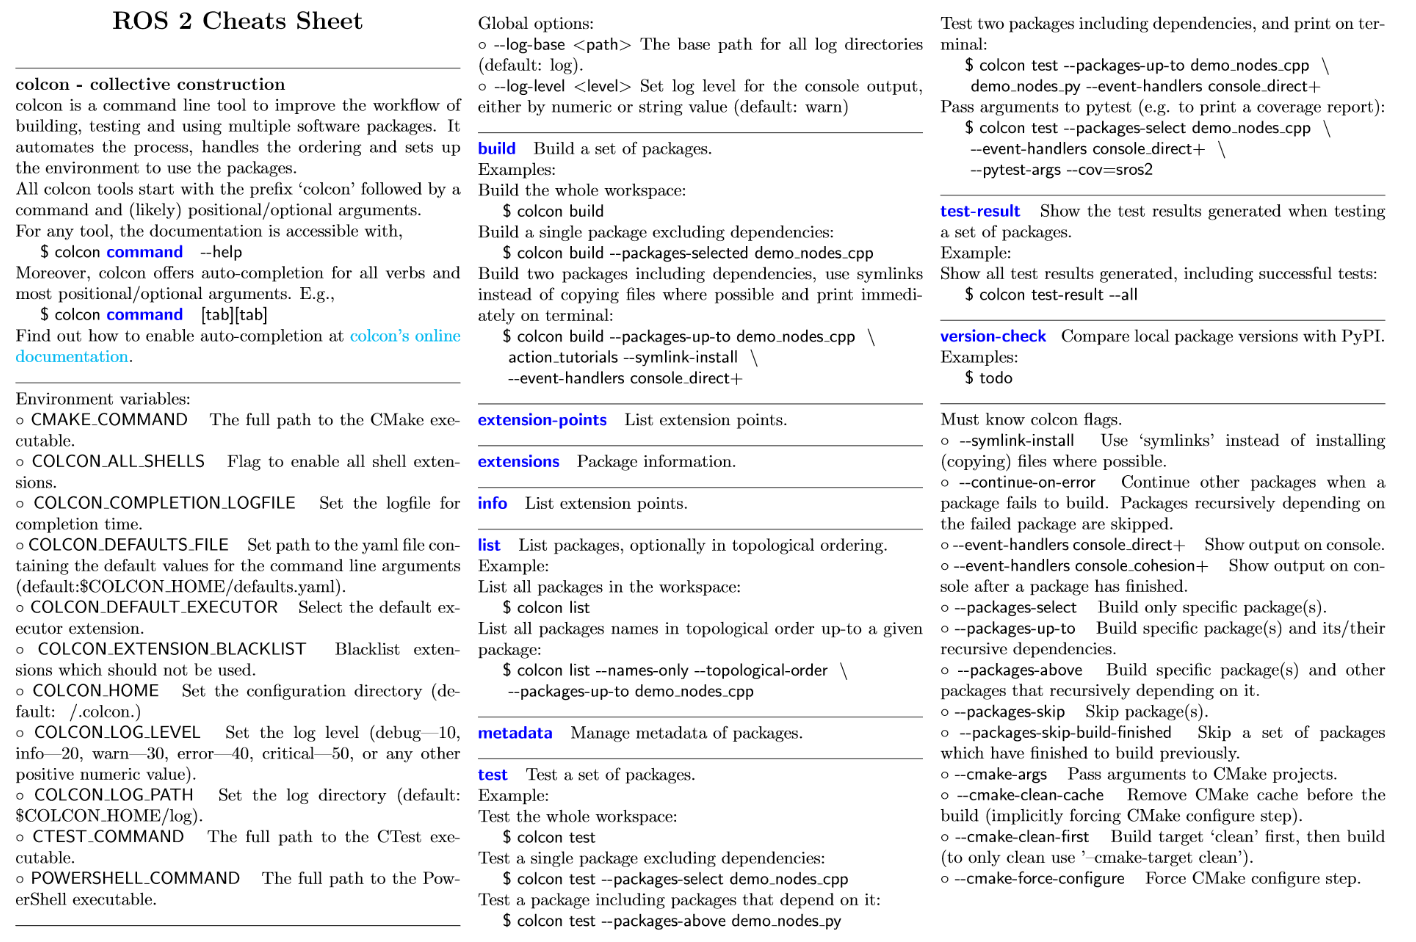 ROS 2 Cheats Sheet
colcon - collective construction
colcon is a command line tool to improve the workflow of
building, testing and using multiple software packages. It
automates the process, handles the ordering and sets up
the environment to use the packages.
All colcon tools start with the prefix ‘colcon’ followed by a
command and (likely) positional/optional arguments.
For any tool, the documentation is accessible with,
$ colcon command --help
Moreover, colcon offers auto-completion for all verbs and
most positional/optional arguments. E.g.,
$ colcon command [tab][tab]
Find out how to enable auto-completion at colcon's online
documentation.
Environment variables:
◦ CMAKE_COMMAND The full path to the CMake exe-
cutable.
◦ COLCON_ALL_SHELLS Flag to enable all shell exten-
sions.
◦ COLCON_COMPLETION_LOGFILE Set the logfile for
completion time.
◦ COLCON_DEFAULTS_FILE Set path to the yaml file con-
taining the default values for the command line arguments
(default:$COLCON_HOME/defaults.yaml).
◦ COLCON_DEFAULT_EXECUTOR Select the default ex-
ecutor extension.
◦ COLCON_EXTENSION_BLACKLIST Blacklist exten-
sions which should not be used.
◦ COLCON_HOME Set the configuration directory (de-
fault: /.colcon.)
◦ COLCON_LOG_LEVEL Set the log level (debug—10,
info—20, warn—30, error—40, critical—50, or any other
positive numeric value).
◦ COLCON_LOG_PATH Set the log directory (default:
$COLCON_HOME/log).
◦ CTEST_COMMAND The full path to the CTest exe-
cutable.
◦ POWERSHELL_COMMAND The full path to the Pow-
erShell executable.
Global options:
◦ --log-base <path> The base path for all log directories
(default: log).
◦ --log-level <level> Set log level for the console output,
either by numeric or string value (default: warn)
build Build a set of packages.
Examples:
Build the whole workspace:
$ colcon build
Build a single package excluding dependencies:
$ colcon build --packages-selected demo_nodes_cpp
Build two packages including dependencies, use symlinks
instead of copying files where possible and print immedi-
ately on terminal:
$ colcon build --packages-up-to demo_nodes_cpp \
action_tutorials --symlink-install \
--event-handlers console_direct+
extension-points List extension points.
extensions Package information.
info List extension points.
list List packages, optionally in topological ordering.
Example:
List all packages in the workspace:
$ colcon list
List all packages names in topological order up-to a given
package:
$ colcon list --names-only --topological-order \
--packages-up-to demo_nodes_cpp
metadata Manage metadata of packages.
test Test a set of packages.
Example:
Test the whole workspace:
$ colcon test
Test a single package excluding dependencies:
$ colcon test --packages-select demo_nodes_cpp
Test a package including packages that depend on it:
$ colcon test --packages-above demo_nodes_py
Test two packages including dependencies, and print on ter-
minal:
$ colcon test --packages-up-to demo_nodes_cpp \
demo_nodes_py --event-handlers console_direct+
Pass arguments to pytest (e.g. to print a coverage report):
$ colcon test --packages-select demo_nodes_cpp \
--event-handlers console_direct+ \
--pytest-args --cov=sros2
test-result Show the test results generated when testing
a set of packages.
Example:
Show all test results generated, including successful tests:
$ colcon test-result --all
version-check Compare local package versions with PyPI.
Examples:
$ todo
Must know colcon flags.
◦ --symlink-install Use ‘symlinks’ instead of installing
(copying) files where possible.
◦ --continue-on-error Continue other packages when a
package fails to build. Packages recursively depending on
the failed package are skipped.
◦ --event-handlers console_direct+ Show output on console.
◦ --event-handlers console_cohesion+ Show output on con-
sole after a package has finished.
◦ --packages-select Build only specific package(s).
◦ --packages-up-to Build specific package(s) and its/their
recursive dependencies.
◦ --packages-above Build specific package(s) and other
packages that recursively depending on it.
◦ --packages-skip Skip package(s).
◦ --packages-skip-build-finished Skip a set of packages
which have finished to build previously.
◦ --cmake-args Pass arguments to CMake projects.
◦ --cmake-clean-cache Remove CMake cache before the
build (implicitly forcing CMake configure step).
◦ --cmake-clean-first Build target ‘clean’ first, then build
(to only clean use ’–cmake-target clean’).
◦ --cmake-force-configure Force CMake configure step.